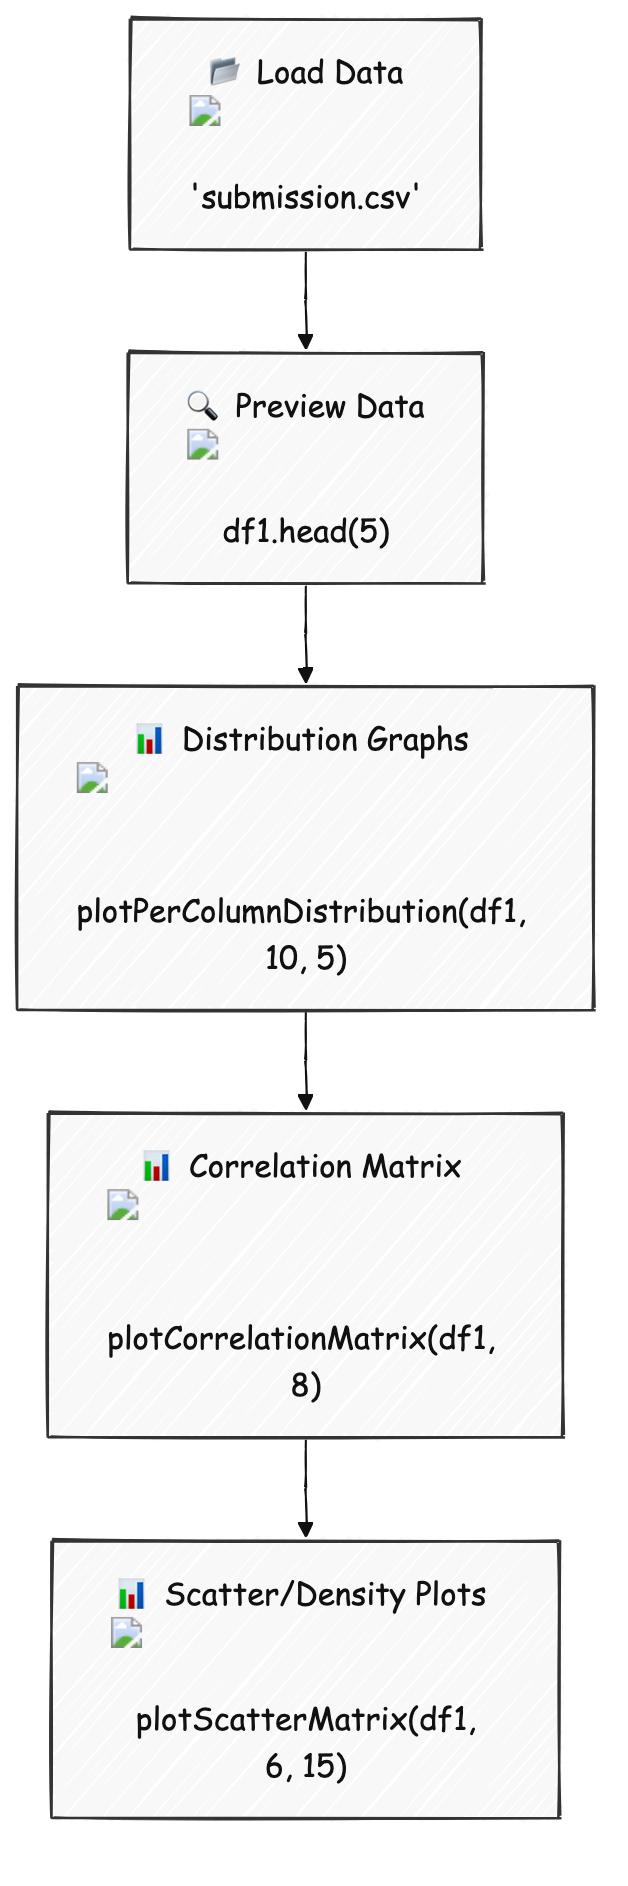 Load Data
'submission.csv'
Preview Data
df1.head(5)
Distribution Graphs
plotPerColumnDistribution(df1,
10, 5)
Correlation Matrix
plotCorrelationMatrix(df1,
8)
Scatter/Density Plots
plotScatterMatrix(df1,
6, 15)